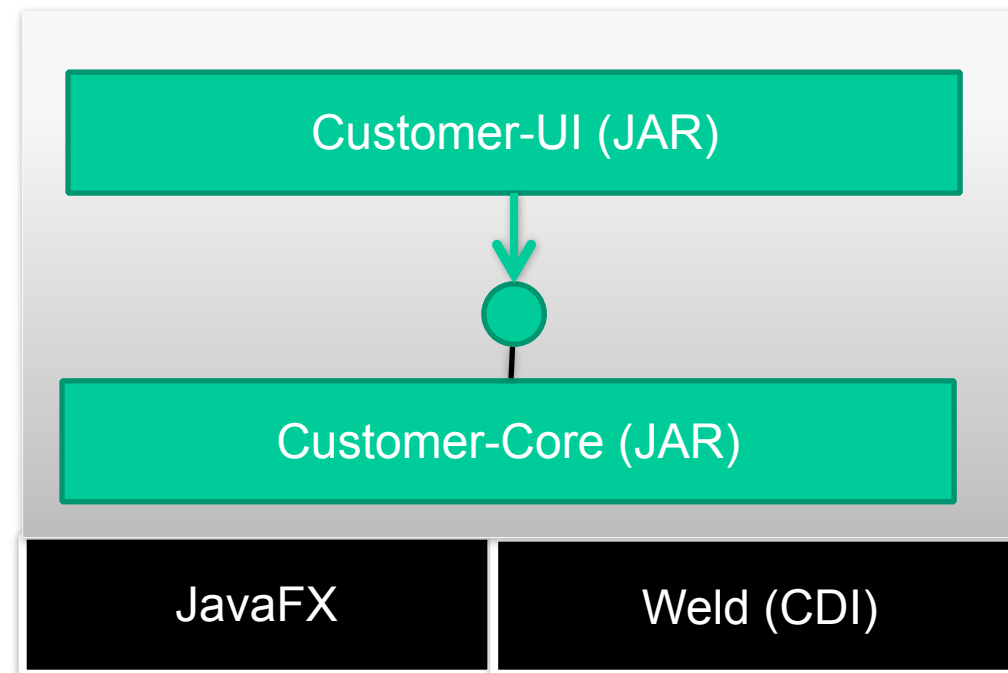 Customer-UI (JAR)
Customer-Core (JAR)
JavaFX
Weld (CDI)